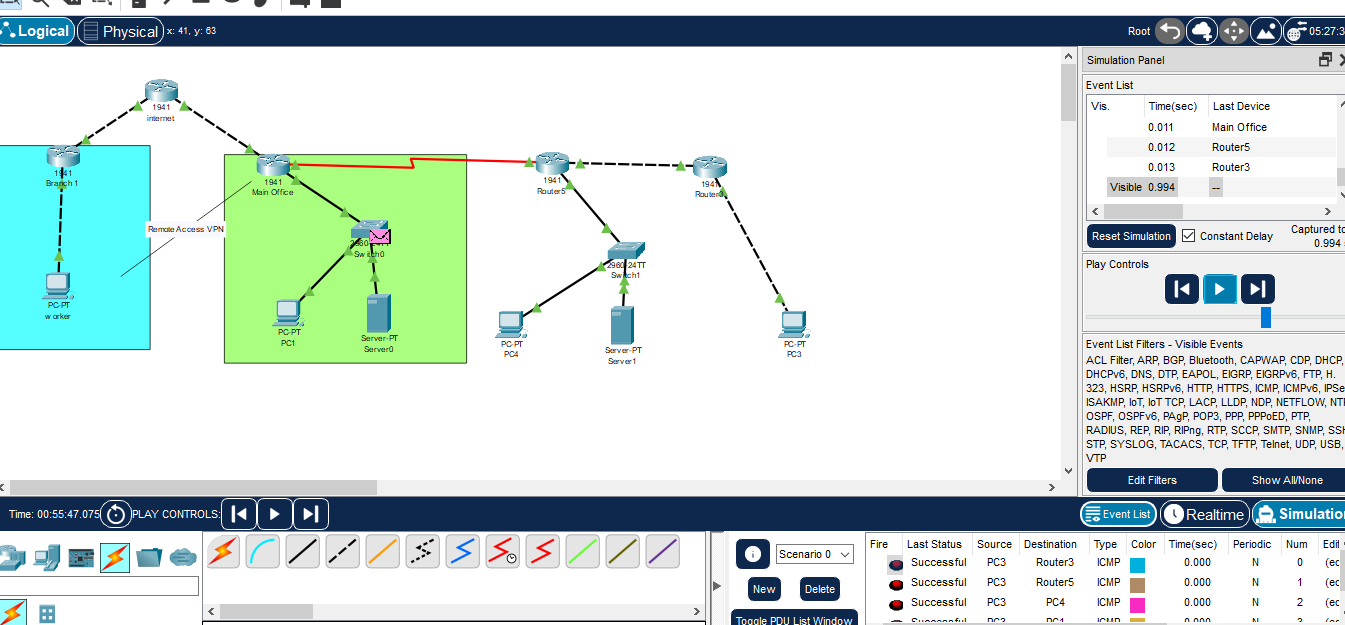 Logical Physical x: 41, y: 63 Root 05:27:3
Simulation Panel
Event List
Vis. Time(sec) Last Device
0.011 Main Office
0.012 Router5
0.013 Router3
Visible 0.994 --
Reset Simulation Constant Delay Captured to
0.994
Play Controls
Event List Filters - Visible Events
ACL Filter, ARP, BGP, Bluetooth, CAPWAP, CDP, DHCP,
DHCPv6, DNS, DTP, EAPOL, EIGRP, EIGRPv6, FTP, H.
323, HSRP, HSRPv6, HTTP, HTTPS, ICMP, ICMPv6, IPSe
ISAKMP, IoT, IoT TCP, LACP, LLDP, NDP, NETFLOW, NT
OSPF, OSPFv6, PAgP, POP3, PPP, PPPoED, PTP,
RADIUS, REP, RIP, RIPng, RTP, SCCP, SMTP, SNMP, SSH
STP, SYSLOG, TACACS, TCP, TFTP, Telnet, UDP, USB,
VTP
Edit Filters Show All/None
1941
internet
1941
Branch 1
1941
Main Office
1941
Router5
1941
Remote Access VPN
Switch0
2960-24TT
Switch1
PC-PT
worker
PC-PT
PC1
Server-PT
Server0
PC-PT
PC4
Server-PT
Server1
PC-PT
PC3
Time: 00:55:47.075 PLAY CONTROLS:
Event List Realtime Simulation
Scenario 0
New Delete
Toggle PDU List Window
Fire Last Status Source Destination Type Color Time(sec) Periodic Num Edi
Successful PC3 Router3 ICMP 0.000 N 0 (ec
Successful PC3 Router5 ICMP 0.000 N 1 (ec
Successful PC3 PC4 ICMP 0.000 N 2 (ec
Successful PC3 PC1 ICMP 0.000 N 3